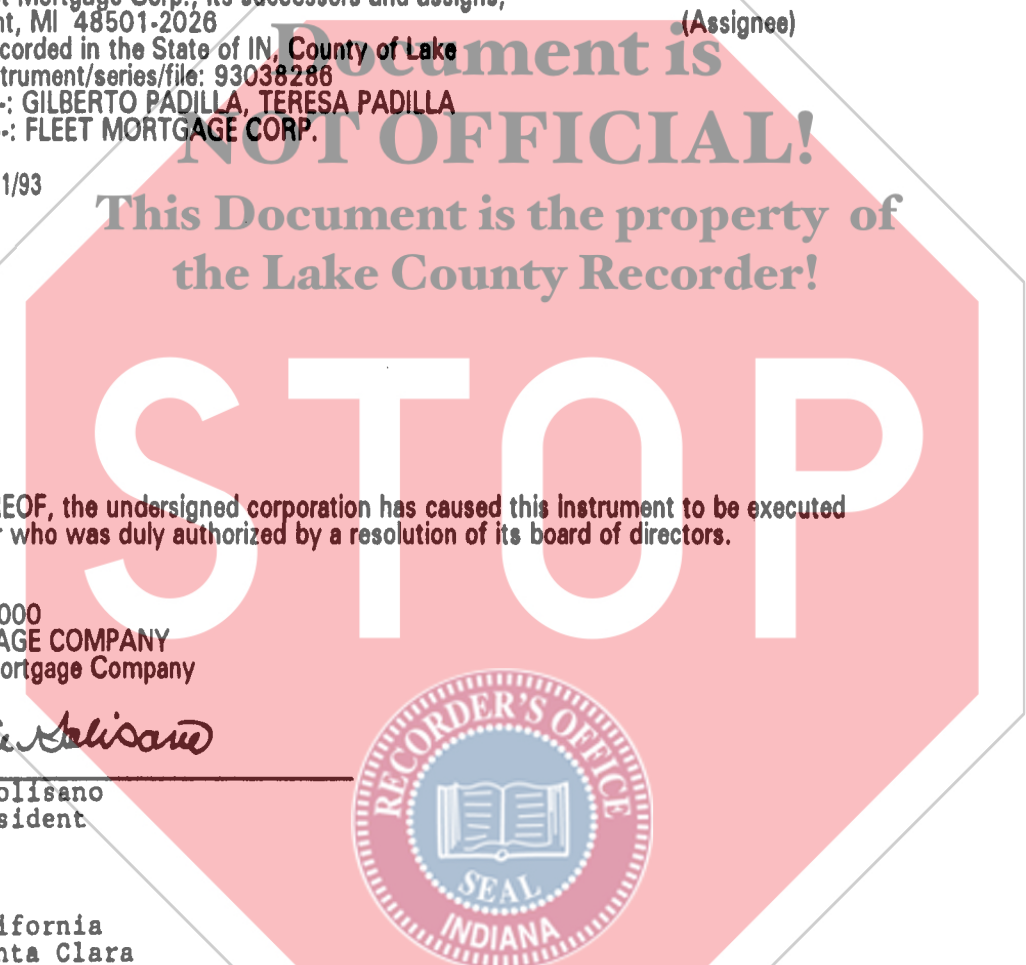 t Mortgage Corp., its successors and assigns,
nt, MI 48501-2026 (Assignee)
corded in the State of IN, County of Lake
strument/series/file: 93038286
-: GILBERTO PADILLA, TERESA PADILLA
-: FLEET MORTGAGE CORP.
1/93
Document is
NOT OFFICIAL!
This Document is the property of
the Lake County Recorder!
STOP
EOF, the undersigned corporation has caused this instrument to be executed
r who was duly authorized by a resolution of its board of directors.
000
AGE COMPANY
ortgage Company
olisano
sident
RECORDER'S OFFICE
SEAL
INDIANA
ifornia
nta Clara